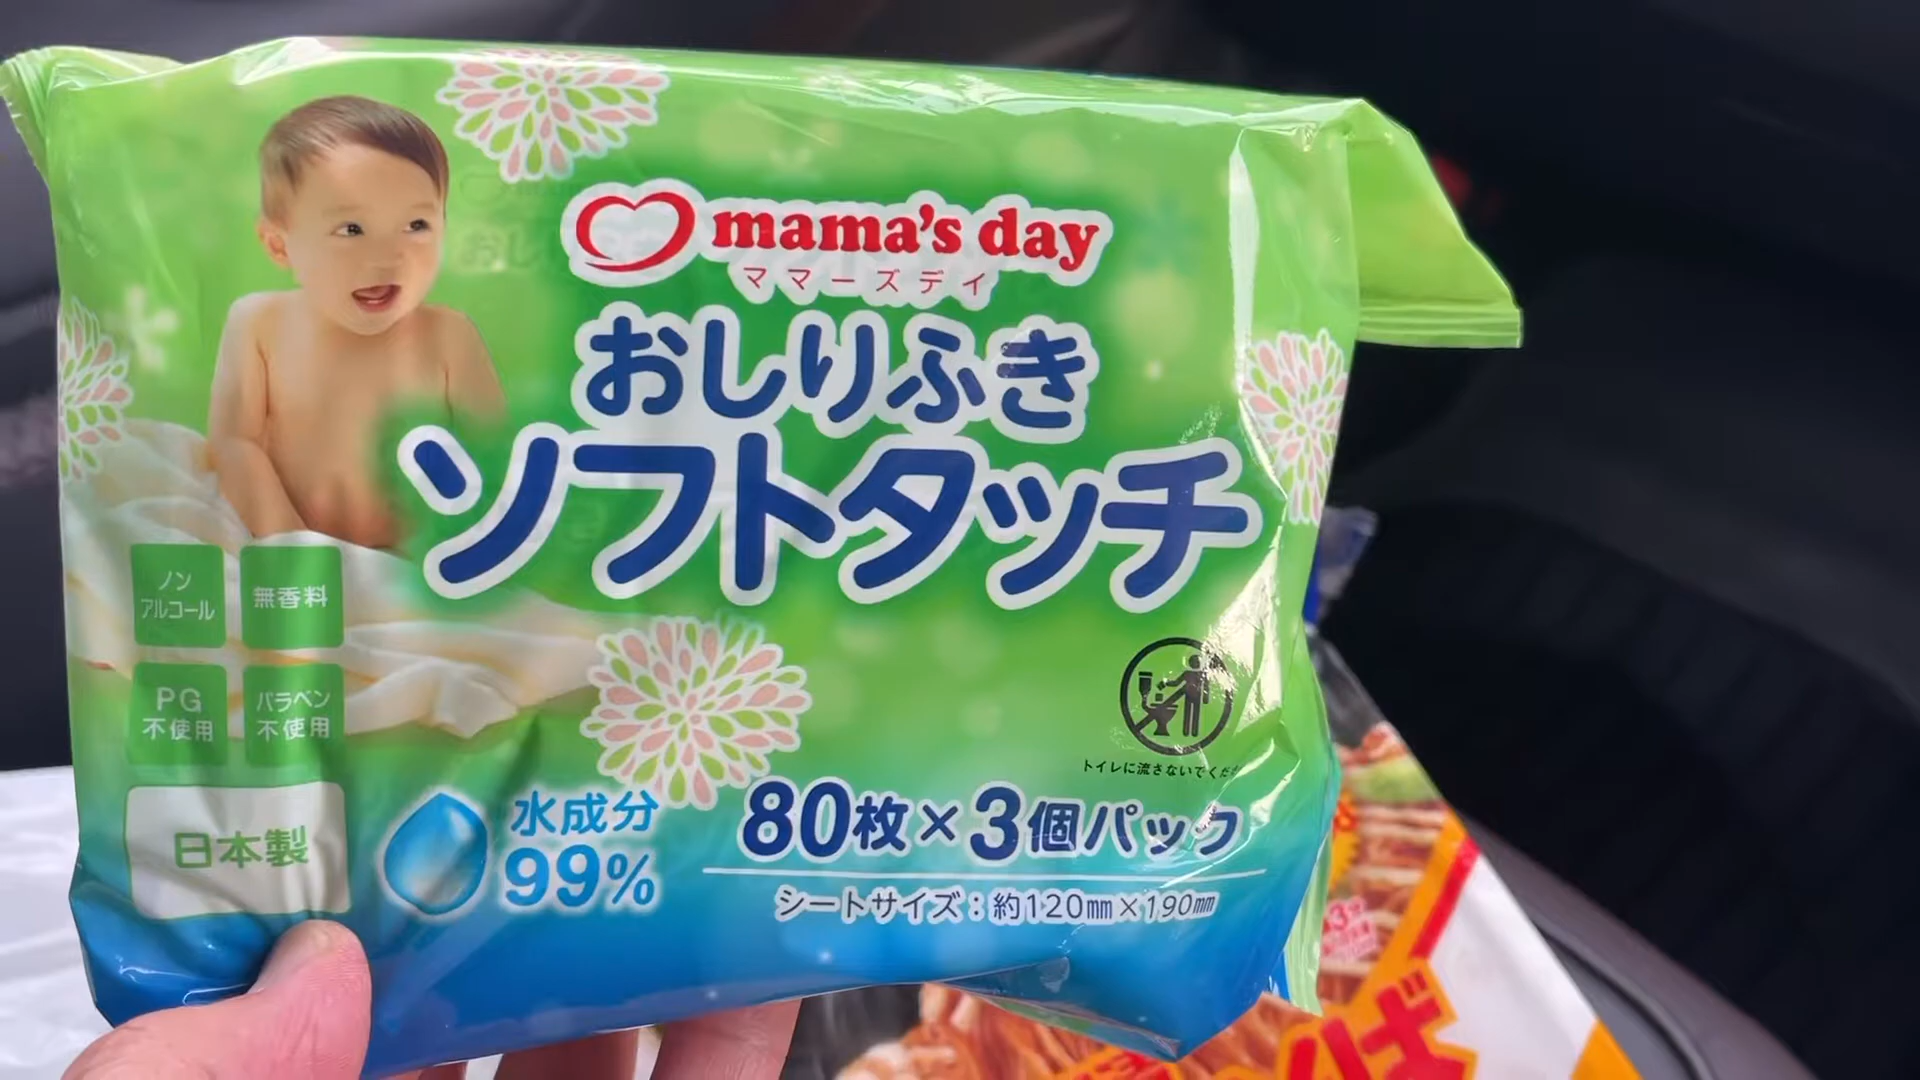 mama's day
ママーズデイ
おしりふき
ソフトタッチ
ノン
アルコール
無香料
PG
不使用
パラベン
不使用
日本製
水成分
99%
トイレに流さないでくだ
80枚×3個パック
シートサイズ：約120㎜×190㎜